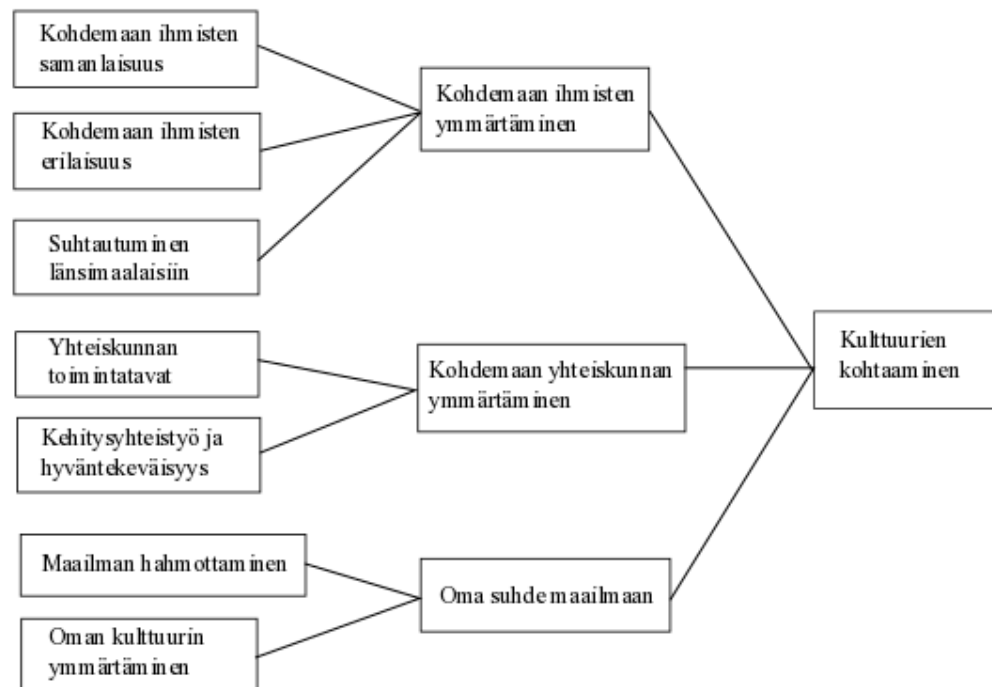 Kohdemaan ihmisten
samanlaisuus
Kohdemaan ihmisten
erilaisuus
Suhtautuminen
länsimaalaisiin
Yhteiskunnan
toimintatavat
Kehitysyhteistyö ja
hyväntekeväisyys
Maailman hahmottaminen
Oman kulttuurin
ymmärtäminen
Kohdemaan ihmisten
ymmärtäminen
Kohdemaan yhteiskunnan
ymmärtäminen
Oma suhde maailmaan
Kulttuurien
kohtaaminen